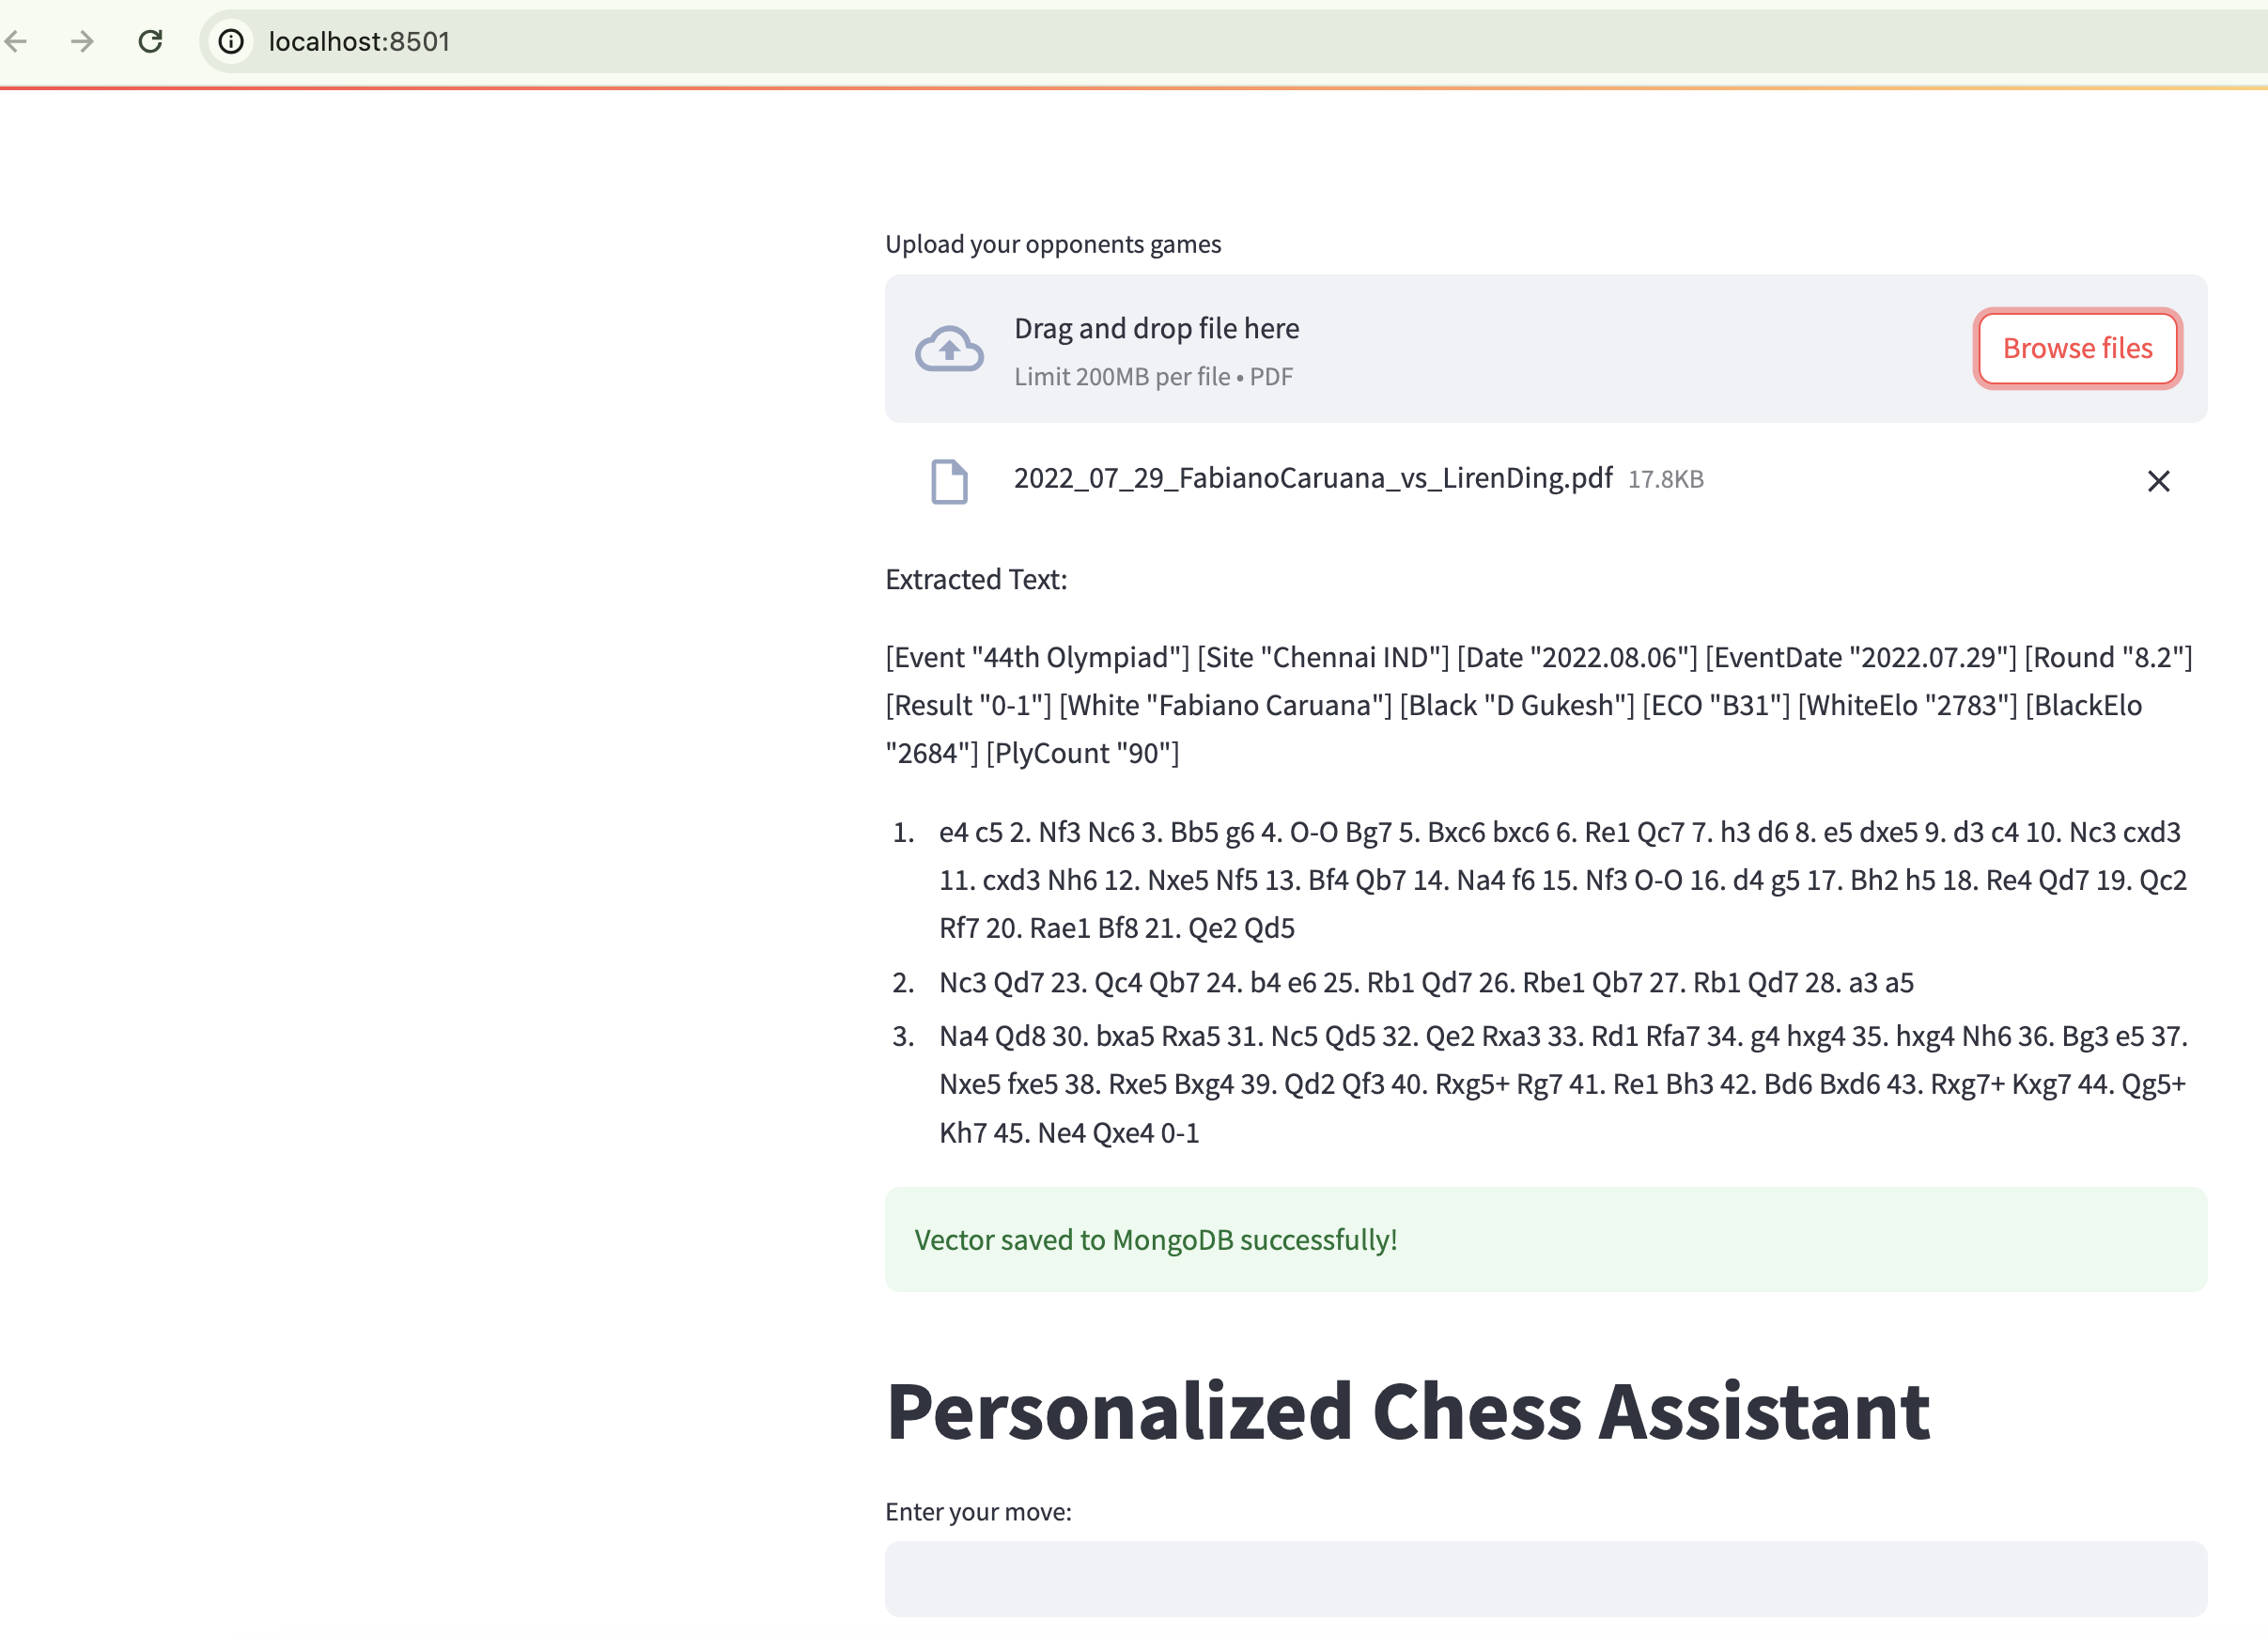 localhost:8501
Upload your opponents games
Drag and drop file here
Limit 200MB per file • PDF
Browse files
2022_07_29_FabianoCaruana_vs_LirenDing.pdf 17.8KB
Extracted Text:
[Event "44th Olympiad"] [Site "Chennai IND"] [Date "2022.08.06"] [EventDate "2022.07.29"] [Round "8.2"]
[Result "0-1"] [White "Fabiano Caruana"] [Black "D Gukesh"] [ECO "B31"] [WhiteElo "2783"] [BlackElo
"2684"] [PlyCount "90"]
1. e4 c5 2. Nf3 Nc6 3. Bb5 g6 4. O-O Bg7 5. Bxc6 bxc6 6. Re1 Qc7 7. h3 d6 8. e5 dxe5 9. d3 c4 10. Nc3 cxd3
11. cxd3 Nh6 12. Nxe5 Nf5 13. Bf4 Qb7 14. Na4 f6 15. Nf3 O-O 16. d4 g5 17. Bh2 h5 18. Re4 Qd7 19. Qc2
Rf7 20. Rae1 Bf8 21. Qe2 Qd5
2. Nc3 Qd7 23. Qc4 Qb7 24. b4 e6 25. Rb1 Qd7 26. Rbe1 Qb7 27. Rb1 Qd7 28. a3 a5
3. Na4 Qd8 30. bxa5 Rxa5 31. Nc5 Qd5 32. Qe2 Rxa3 33. Rd1 Rfa7 34. g4 hxg4 35. hxg4 Nh6 36. Bg3 e5 37.
Nxe5 fxe5 38. Rxe5 Bxg4 39. Qd2 Qf3 40. Rxg5+ Rg7 41. Re1 Bh3 42. Bd6 Bxd6 43. Rxg7+ Kxg7 44. Qg5+
Kh7 45. Ne4 Qxe4 0-1
Vector saved to MongoDB successfully!
Personalized Chess Assistant
Enter your move: